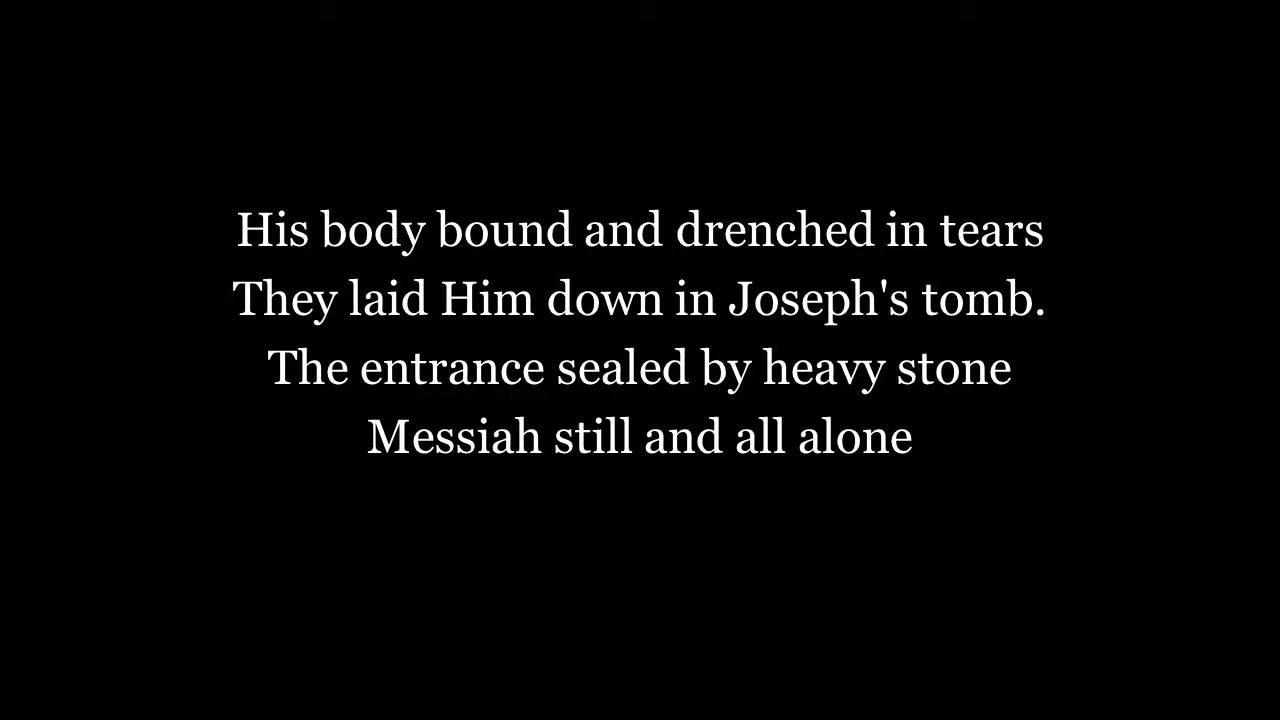 His body bound and drenched in tears
They laid Him down in Joseph's tomb.
The entrance sealed by heavy stone
Messiah still and all alone